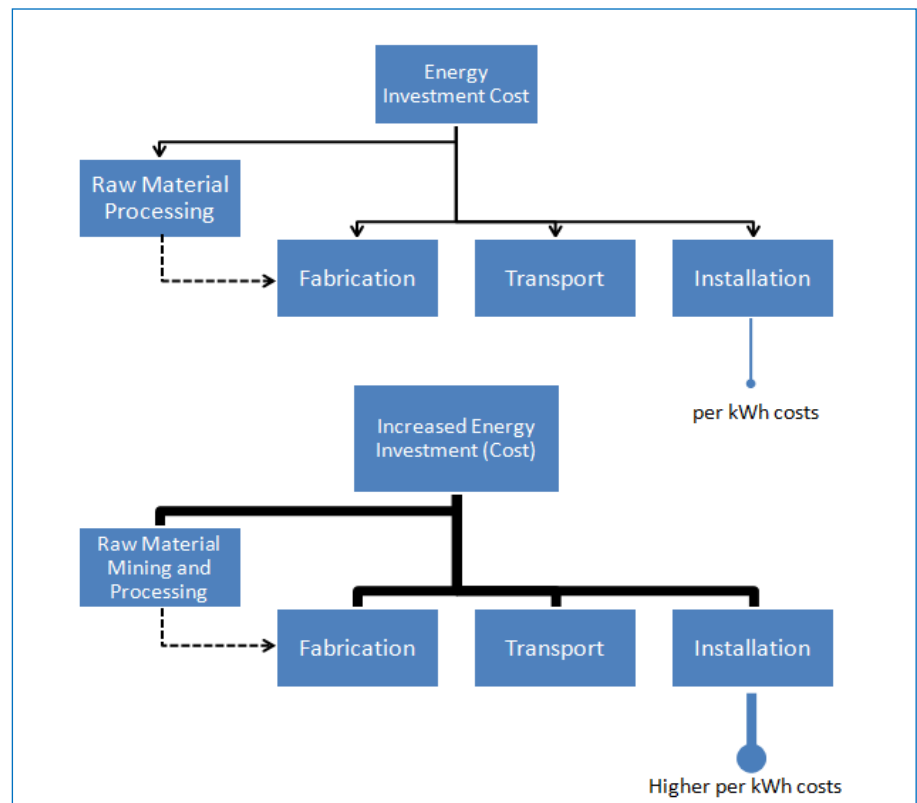 Energy
Investment Cost
Raw Material
Processing
Fabrication
Transport
Installation
per kWh costs
Increased Energy
Investment (Cost)
Raw Material
Mining and
Processing
Fabrication
Transport
Installation
Higher per kWh costs